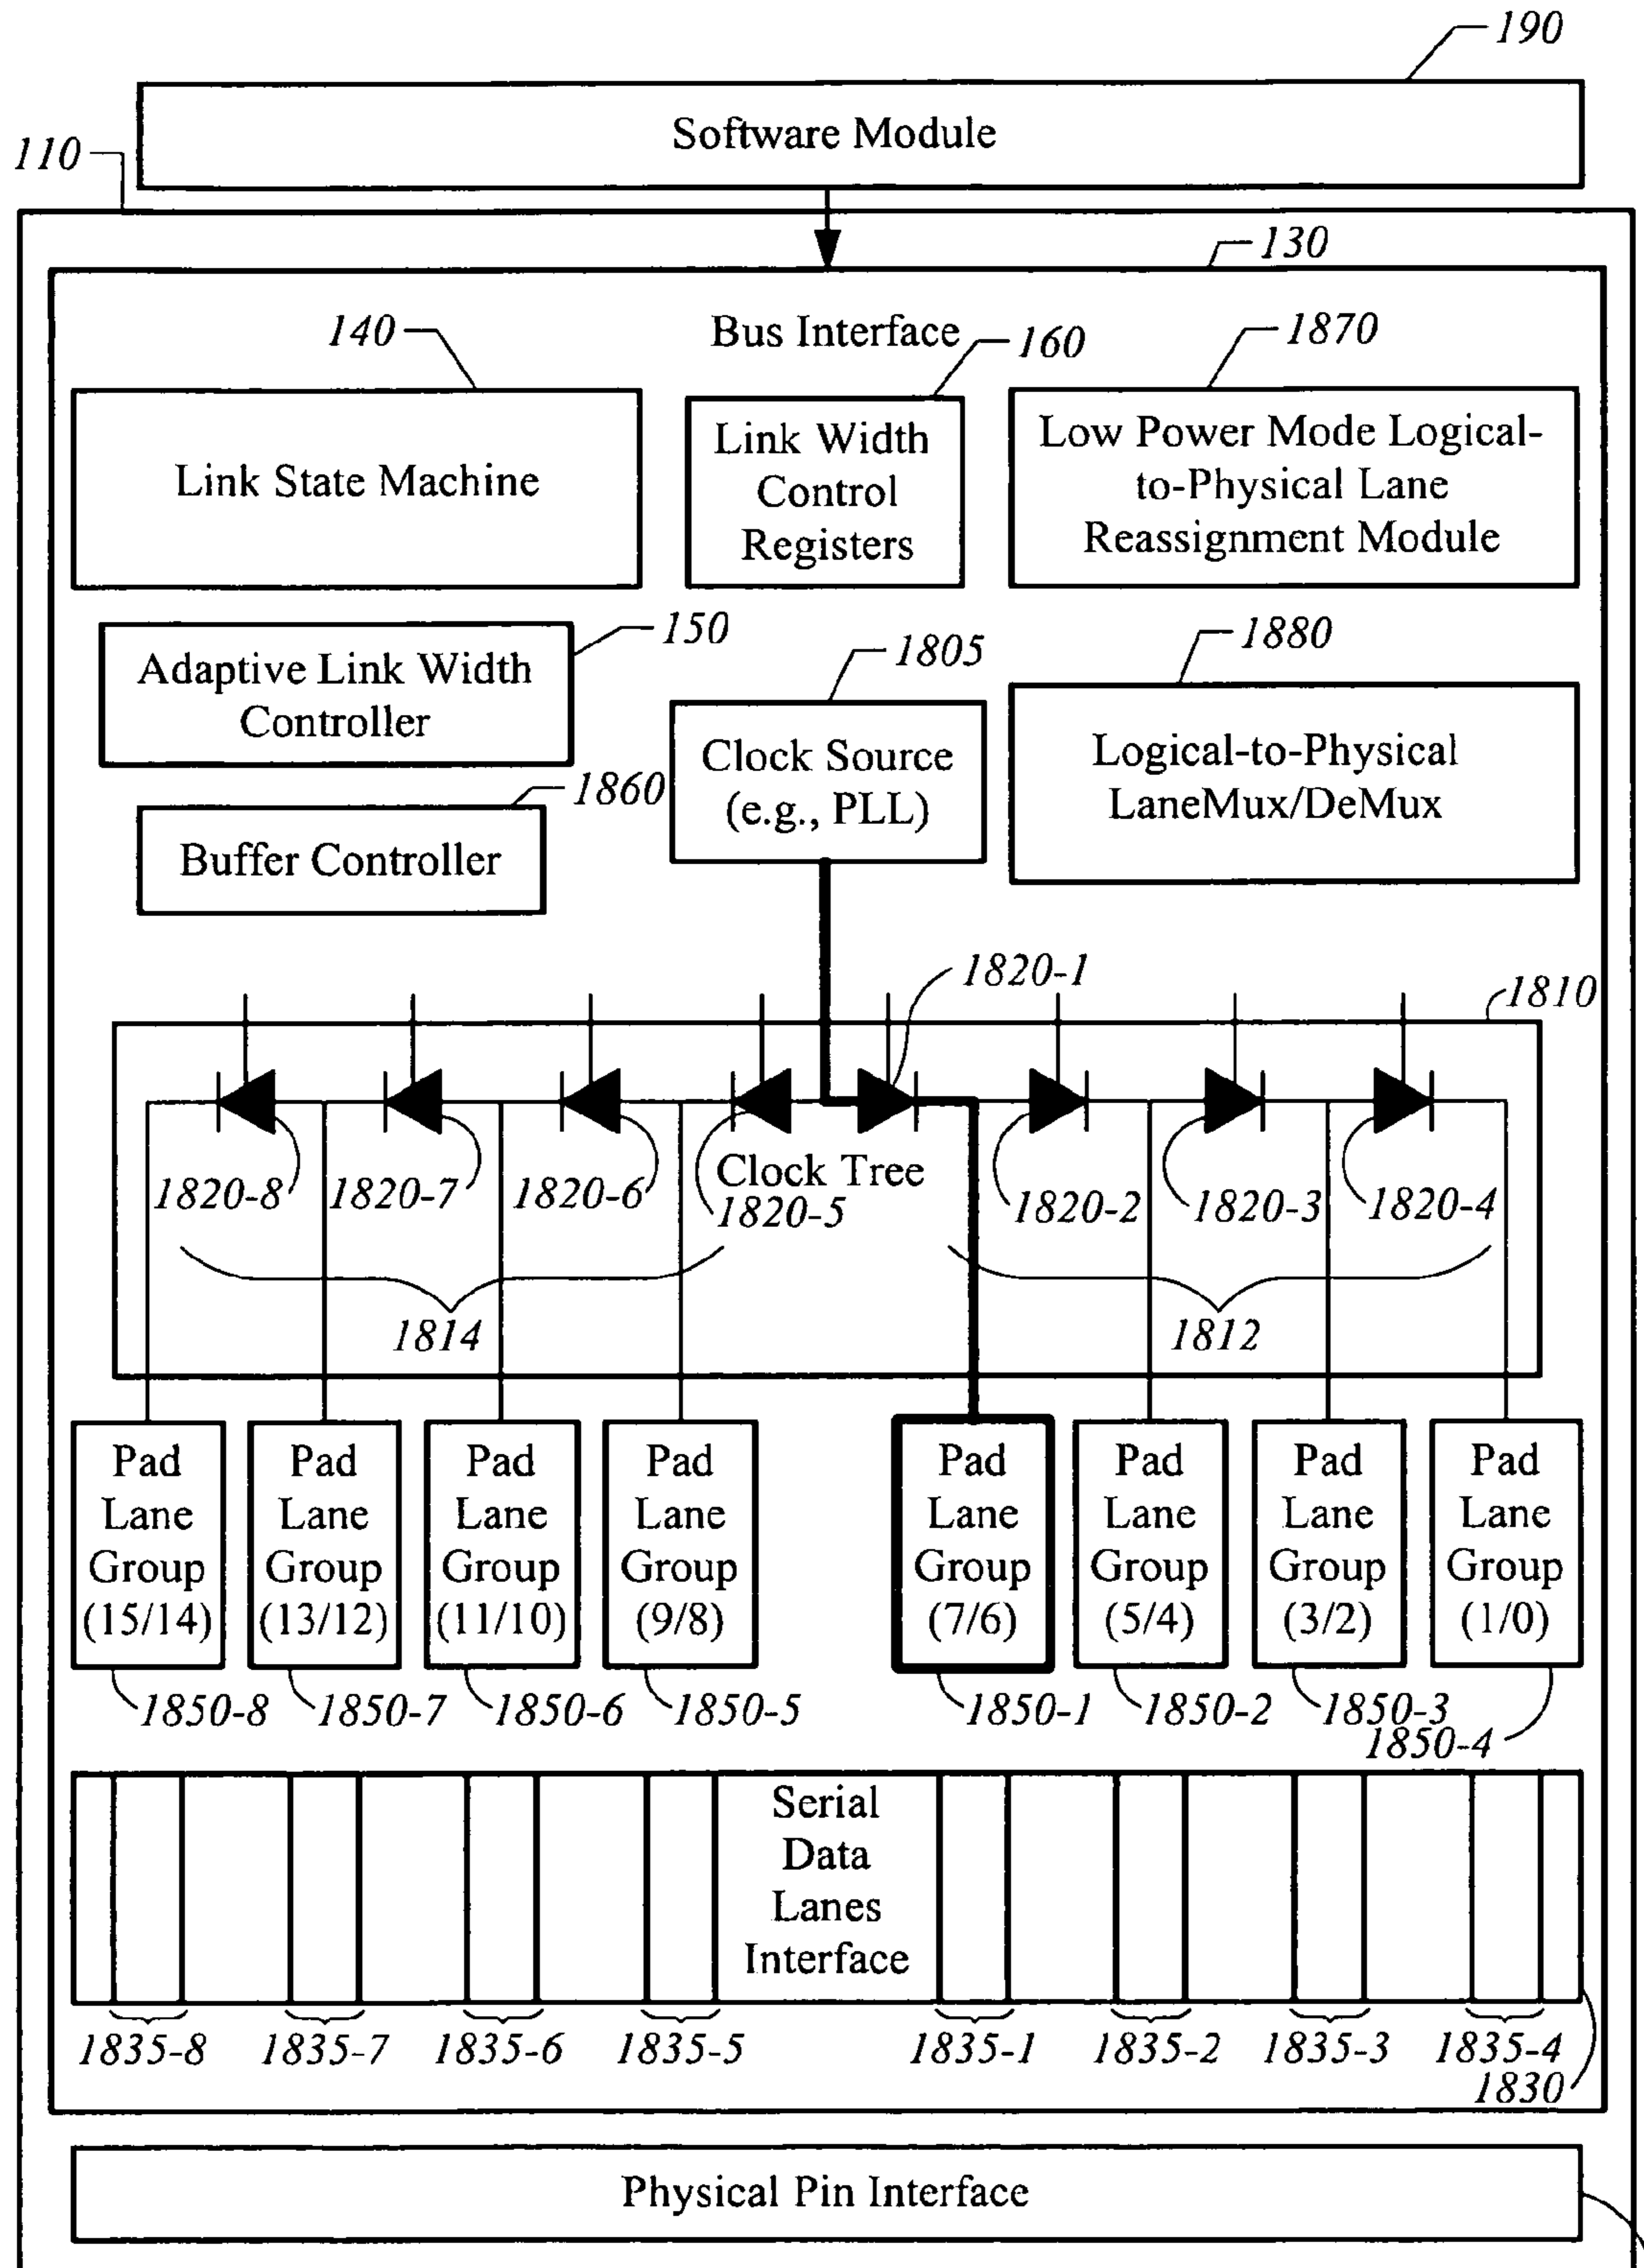 190
Software Module
110
130
Bus Interface
140
160
1870
Link State Machine
Link Width
Control
Registers
Low Power Mode Logical-
to-Physical Lane
Reassignment Module
150
1805
1880
Adaptive Link Width
Controller
Clock Source
(e.g., PLL)
Logical-to-Physical
LaneMux/DeMux
1860
Buffer Controller
1820-1
1810
Clock Tree
1820-8
1820-7
1820-6
1820-5
1820-2
1820-3
1820-4
1814
1812
Pad
Lane
Group
(15/14)
Pad
Lane
Group
(13/12)
Pad
Lane
Group
(11/10)
Pad
Lane
Group
(9/8)
Pad
Lane
Group
(7/6)
Pad
Lane
Group
(5/4)
Pad
Lane
Group
(3/2)
Pad
Lane
Group
(1/0)
1850-8
1850-7
1850-6
1850-5
1850-1
1850-2
1850-3
1850-4
Serial
Data
Lanes
Interface
1835-8
1835-7
1835-6
1835-5
1835-1
1835-2
1835-3
1835-4
1830
Physical Pin Interface